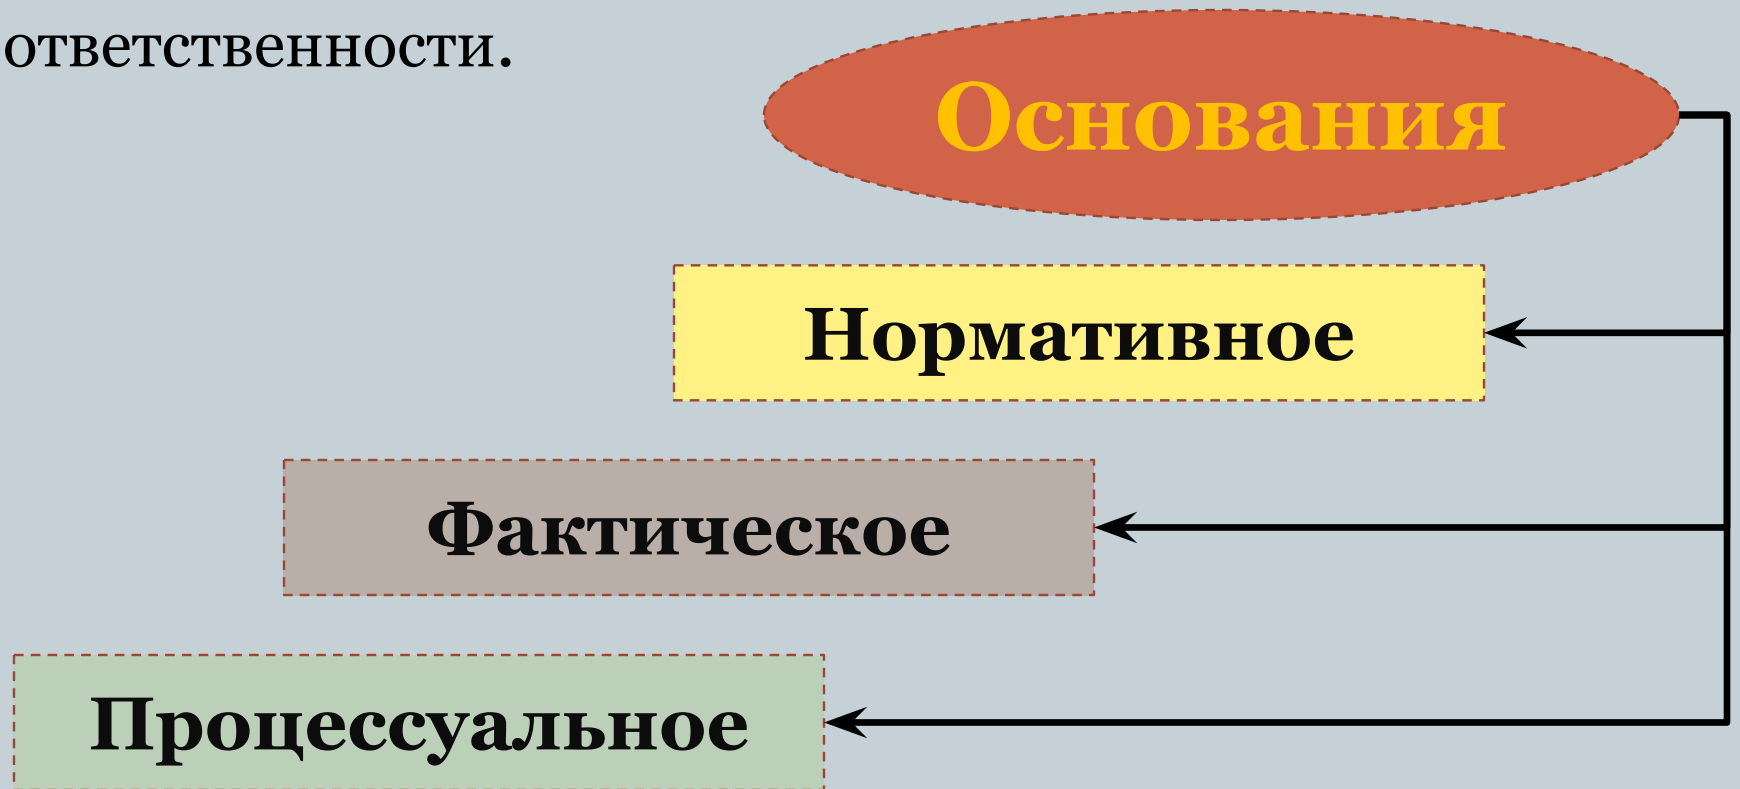 ответственности.
Основания
Нормативное
Фактическое
Процессуальное